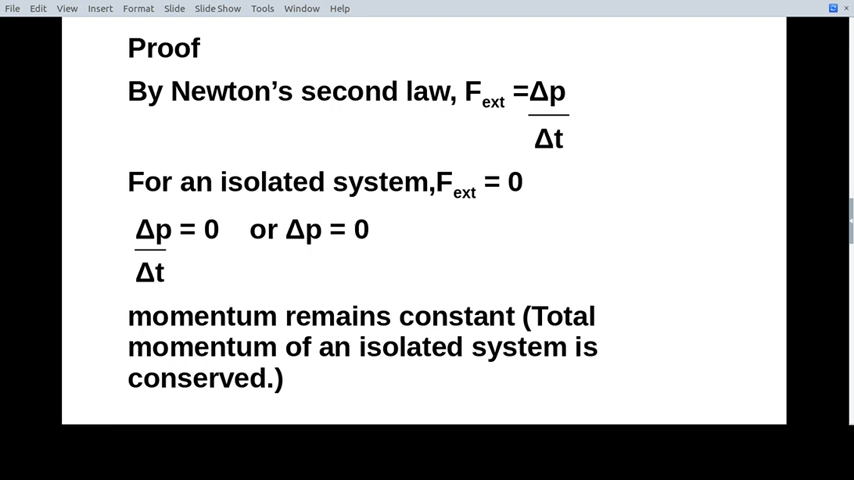 File Edit View Insert Format Slide Slide Show Tools Window Help
Proof
By Newton’s second law, Fext =Δp
Δt
For an isolated system,Fext = 0
Δp = 0 or Δp = 0
Δt
momentum remains constant (Total
momentum of an isolated system is
conserved.)